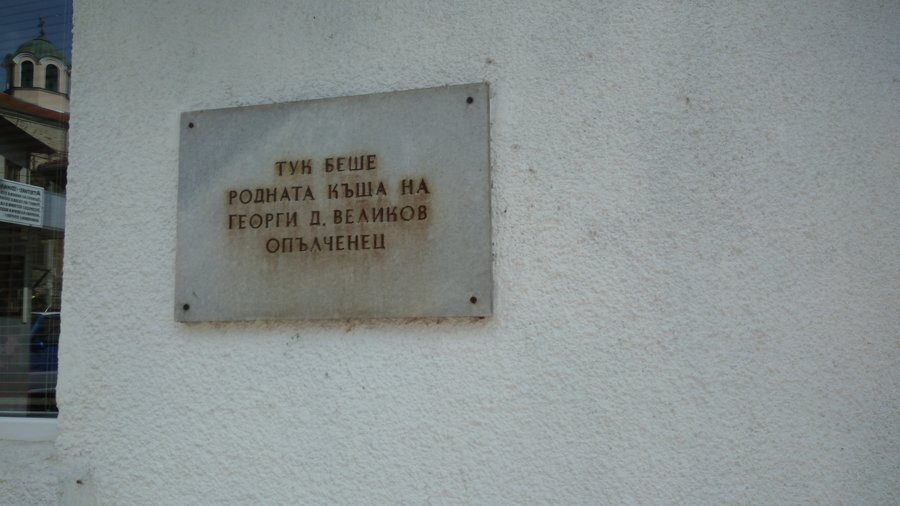 ТУК БЕШЕ
РОДНАТА КЪЩА НА
ГЕОРГИ Д. ВЕЛИКОВ
ОПЪЛЧЕНЕЦ